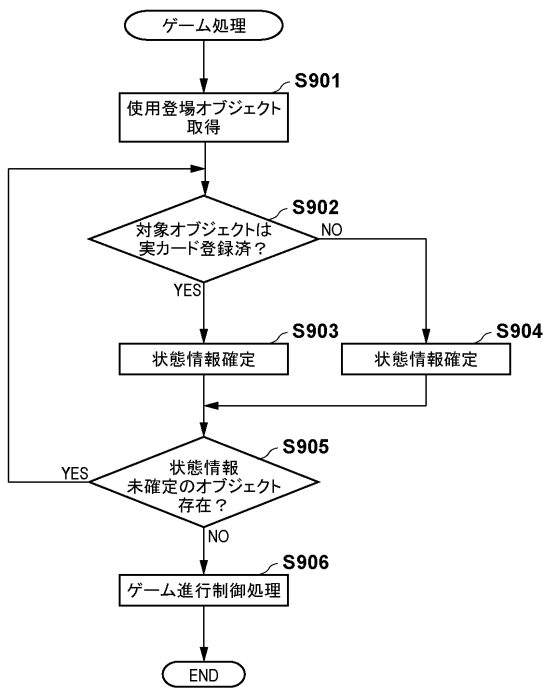 ゲーム処理
S901
使用登場オブジェクト
取得
S902
対象オブジェクトは
実カード登録済？
NO
YES
S903
状態情報確定
S904
状態情報確定
S905
状態情報
未確定のオブジェクト
存在？
YES
NO
S906
ゲーム進行制御処理
END